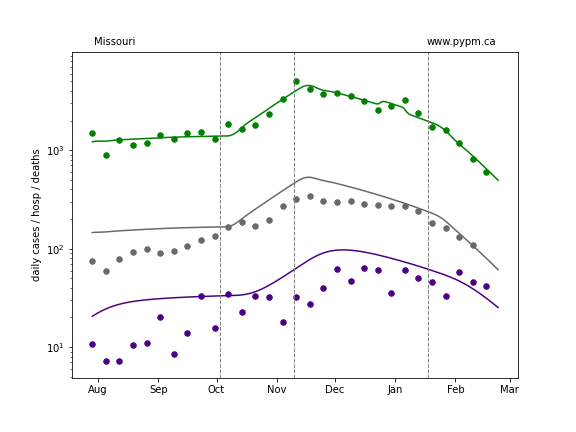 Missouri
www.pypm.ca
daily cases / hosp / deaths
10³
10²
10¹
Aug Sep Oct Nov Dec Jan Feb Mar